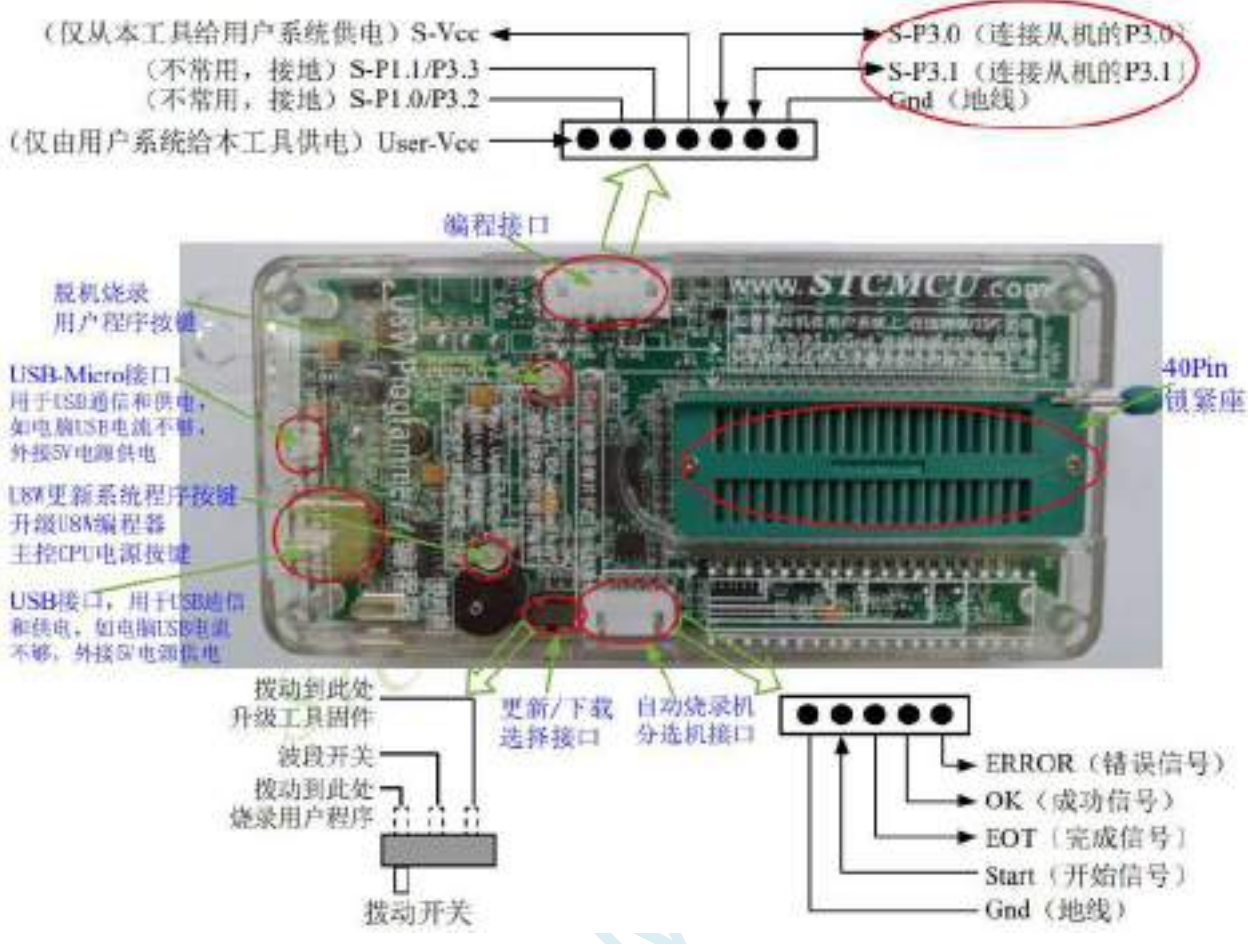 （仅从本工具给用户系统供电）S-Vcc
（不常用，接地）S-P1.1/P3.3
（不常用，接地）S-P1.0/P3.2
（仅由用户系统给本工具供电）User-Vcc
S-P3.0（连接从机的P3.0）
S-P3.1（连接从机的P3.1）
Gnd（地线）
编程接口
脱机烧录
用户程序按键
USB-Micro接口
用于USB通信和供电，
如电脑USB电流不够，
外接5V电源供电
U8W更新系统程序按键
升级U8W编程器
主控CPU电源按键
USB接口，用于USB通信
和供电，如电脑USB电流
不够，外接5V电源供电
www.STCMCU.com
U8W Programmer
40Pin
锁紧座
拨动到此处
升级工具固件
波段开关
拨动到此处
烧录用户程序
拨动开关
更新/下载
选择接口
自动烧录机
分选机接口
ERROR（错误信号）
OK（成功信号）
EOT（完成信号）
Start（开始信号）
Gnd（地线）